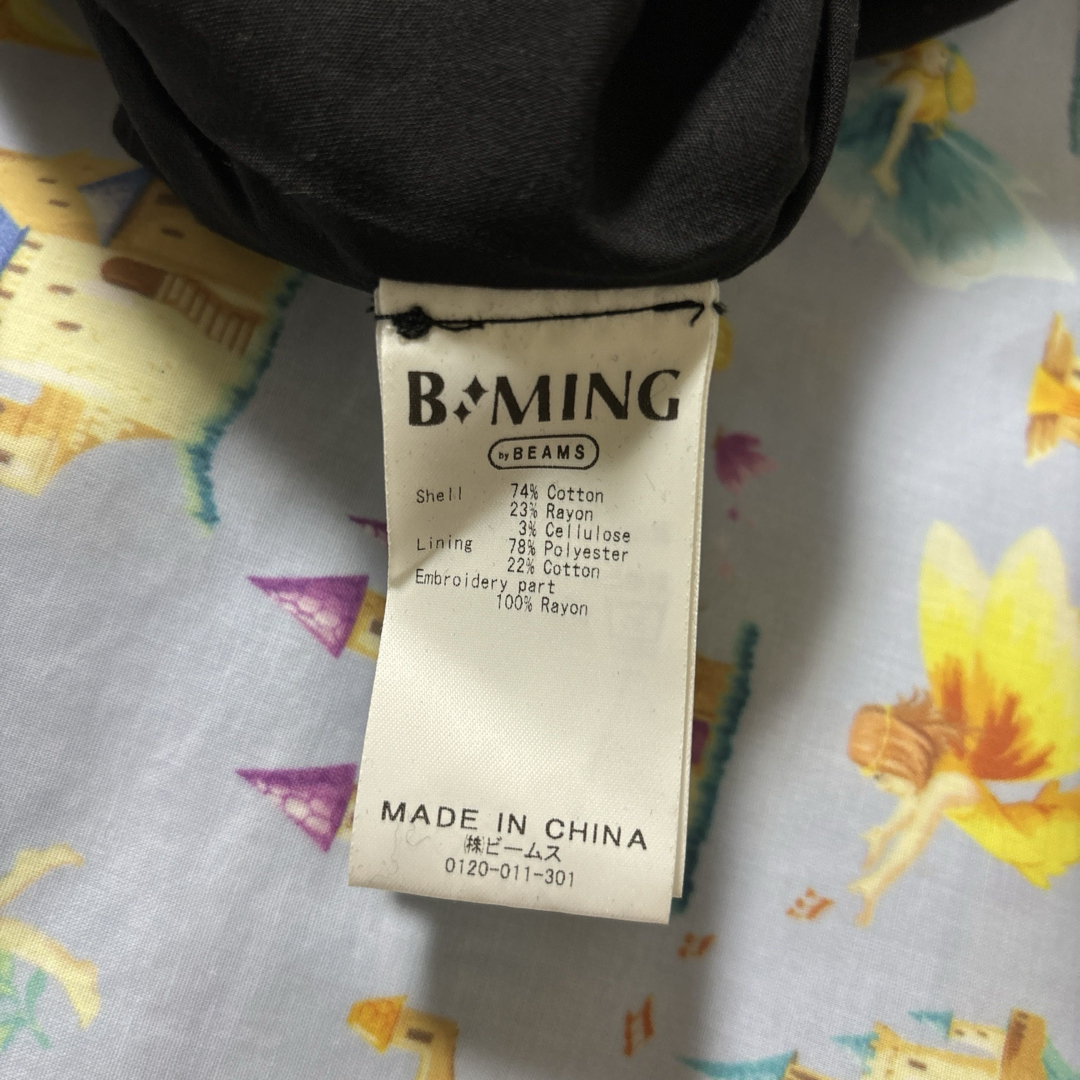 B MING
by BEAMS
Shell 74% Cotton
23% Rayon
3% Cellulose
Lining 78% Polyester
22% Cotton
Embroidery part
100% Rayon
MADE IN CHINA
㈱ビームス
0120-011-301